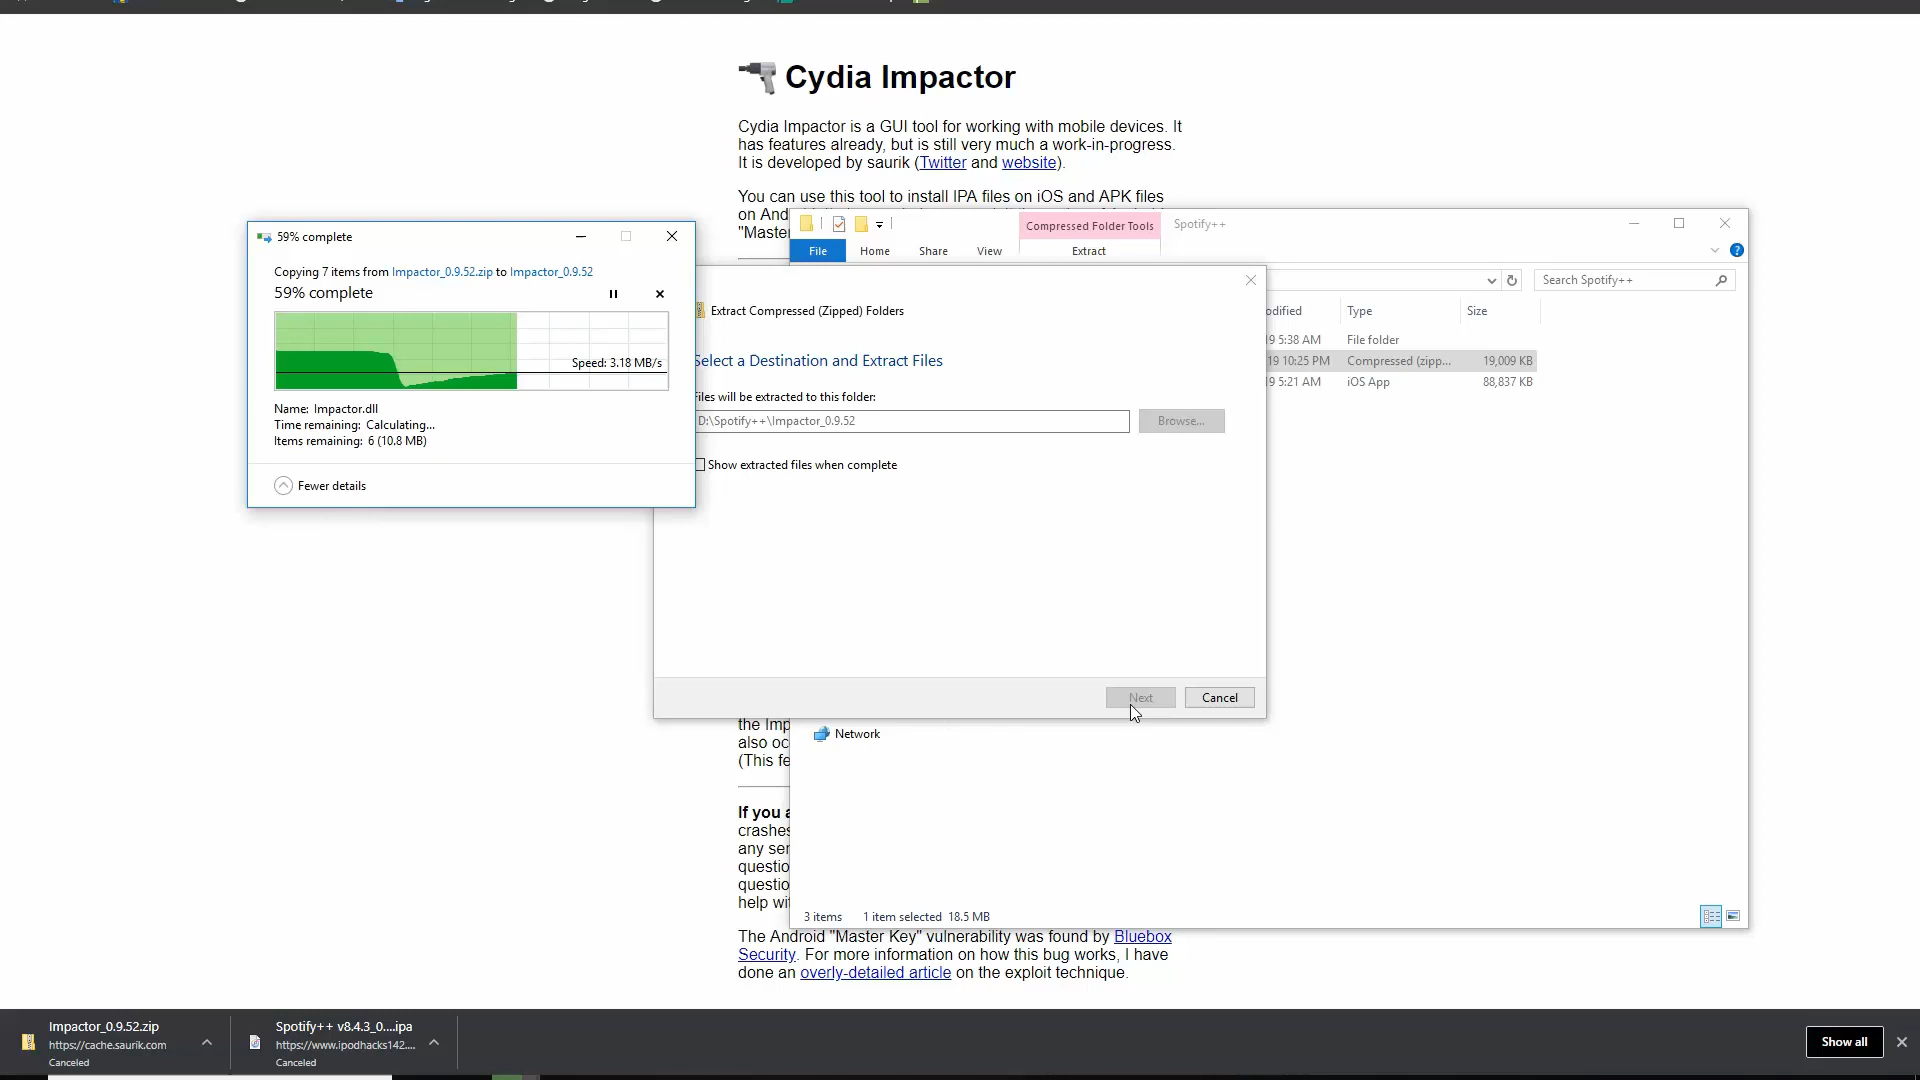 Cydia Impactor
Cydia Impactor is a GUI tool for working with mobile devices. It
has features already, but is still very much a work-in-progress.
It is developed by saurik (Twitter and website).
You can use this tool to install IPA files on iOS and APK files
on Andr
"Master
59% complete
Copying 7 items from Impactor_0.9.52.zip to Impactor_0.9.52
59% complete
Speed: 3.18 MB/s
Name: Impactor.dll
Time remaining: Calculating...
Items remaining: 6 (10.8 MB)
Fewer details
Compressed Folder Tools
Spotify++
File
Home
Share
View
Extract
Search Spotify++
odified
Type
Size
19 5:38 AM
File folder
19 10:25 PM
Compressed (zipp...
19,009 KB
19 5:21 AM
iOS App
88,837 KB
Extract Compressed (Zipped) Folders
Select a Destination and Extract Files
Files will be extracted to this folder:
D:\Spotify++\Impactor_0.9.52
Browse...
Show extracted files when complete
Next
Cancel
Network
the Imp
also oc
(This fe
If you a
crashes
any ser
questio
questio
help wi
3 items
1 item selected 18.5 MB
The Android "Master Key" vulnerability was found by Bluebox
Security. For more information on how this bug works, I have
done an overly-detailed article on the exploit technique.
Impactor_0.9.52.zip
https://cache.saurik.com
Canceled
Spotify++ v8.4.3_0....ipa
https://www.ipodhacks142....
Canceled
Show all